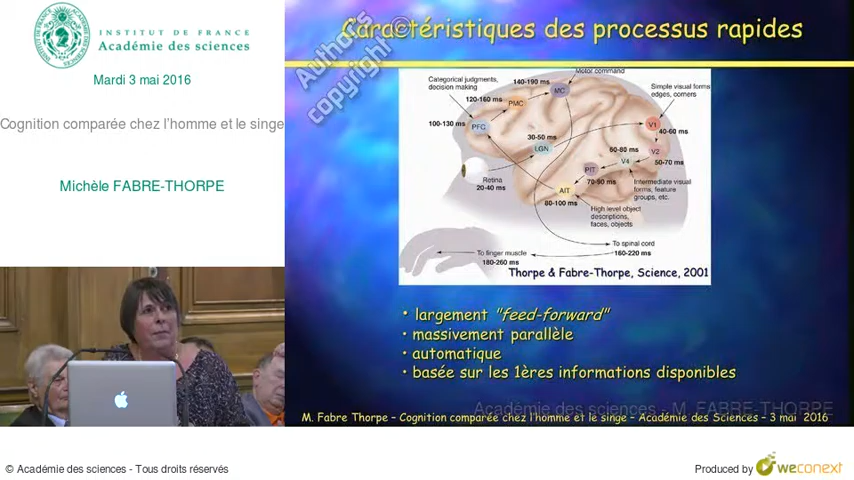 INSTITUT DE FRANCE
Académie des sciences
Mardi 3 mai 2016
Cognition comparée chez l'homme et le singe
Michèle FABRE-THORPE
Caractéristiques des processus rapides
Authors
copyright ©
Categorical judgments,
decision making
140-190 ms
Motor command
120-160 ms
PMC
MC
Simple visual forms
edges, corners
100-130 ms
PFC
30-50 ms
LGN
V1
40-60 ms
60-80 ms
V2
V4
50-70 ms
Retina
20-40 ms
PIT
70-90 ms
AIT
80-100 ms
Intermediate visual
forms, feature
groups, etc.
High level object
descriptions,
faces, objects
To spinal cord
160-220 ms
To finger muscle
180-260 ms
Thorpe & Fabre-Thorpe, Science, 2001
• largement "feed-forward"
• massivement parallèle
• automatique
• basée sur les 1ères informations disponibles
Académie des sciences - M. FABRE-THORPE
M. Fabre Thorpe – Cognition comparée chez l'homme et le singe – Académie des Sciences – 3 mai 2016
© Académie des sciences - Tous droits réservés
Produced by weconext